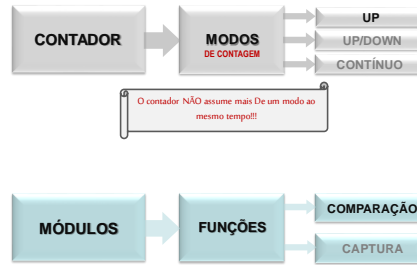 CONTADOR
MODOS
DE CONTAGEM
UP
UP/DOWN
CONTÍNUO
O contador NÃO assume mais De um modo ao
mesmo tempo!!!
MÓDULOS
FUNÇÕES
COMPARAÇÃO
CAPTURA